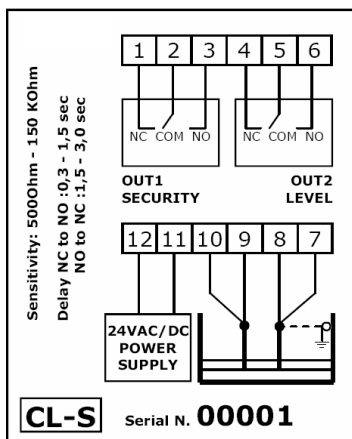 Sensitivity: 500Ohm - 150 KOhm
Delay NC to NO :0,3 - 1,5 sec
NO to NC :1,5 - 3,0 sec
1 2 3 4 5 6
NC COM NO NC COM NO
OUT1 OUT2
SECURITY LEVEL
12 11 10 9 8 7
24VAC/DC
POWER
SUPPLY
CL-S Serial N. 00001